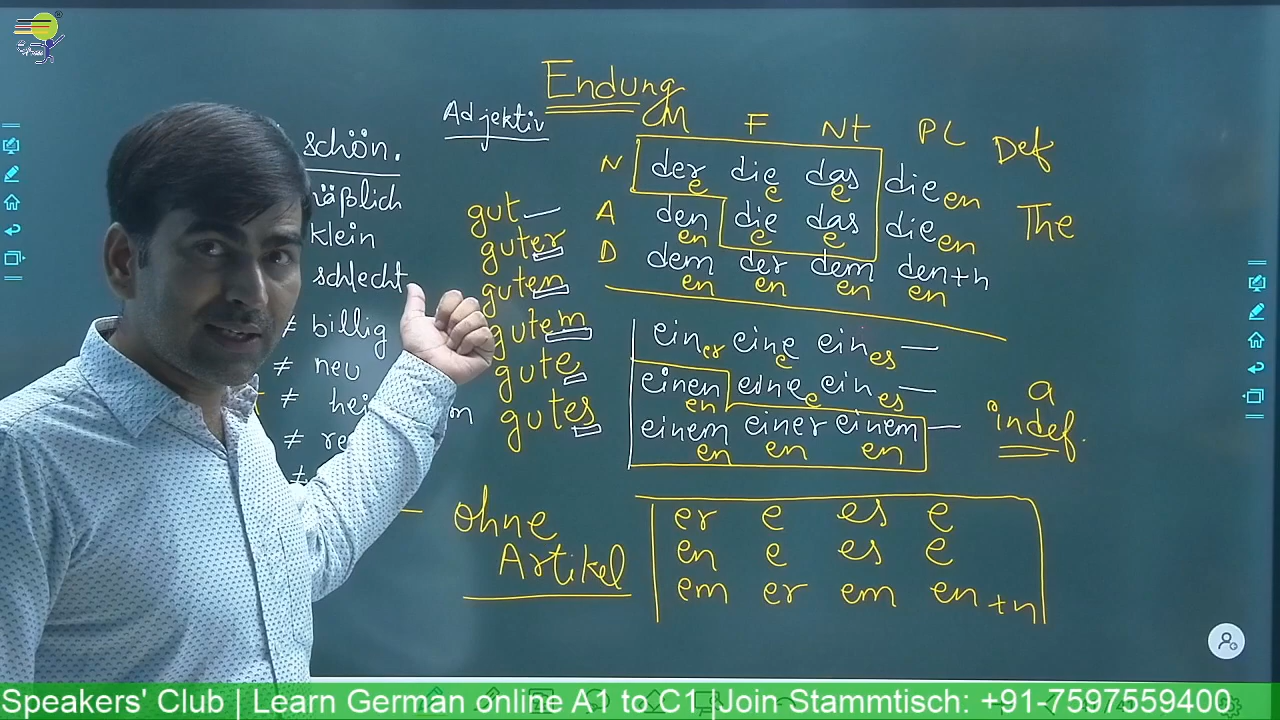 Endung
Adjektiv
schön.
häßlich
klein
schlecht
≠ billig
≠ neu
≠
≠
gut —
guter
guten
gutem
gute
gutes
M F Nt PL Def
N der e die e das e die en
A den en die e das e die en The
D dem en der en dem en den+n en
ein er eine e ein es —
einen en eine e ein es — a
einem en einer en einem en — indef.
— ohne
Artikel
er e es e
en e es e
em er em en +n
Speakers' Club | Learn German online A1 to C1 |Join Stammtisch: +91-7597559400